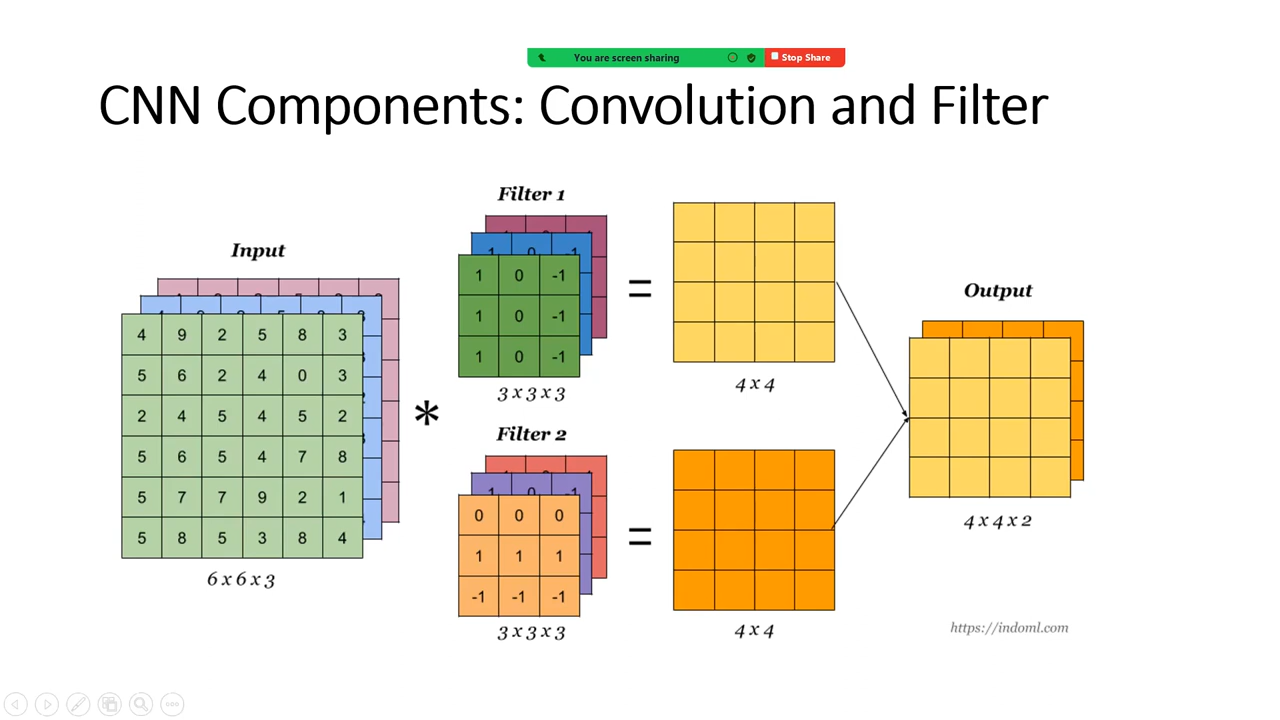 You are screen sharing
Stop Share
CNN Components: Convolution and Filter
Input
4 9 2 5 8 3
5 6 2 4 0 3
2 4 5 4 5 2
5 6 5 4 7 8
5 7 7 9 2 1
5 8 5 3 8 4
6 x 6 x 3
*
Filter 1
1 0 -1
1 0 -1
1 0 -1
1 0 -1
3 x 3 x 3
Filter 2
1 0 -1
0 0 0
1 1 1
-1 -1 -1
3 x 3 x 3
=
4 x 4
=
4 x 4
Output
4 x 4 x 2
https://indoml.com